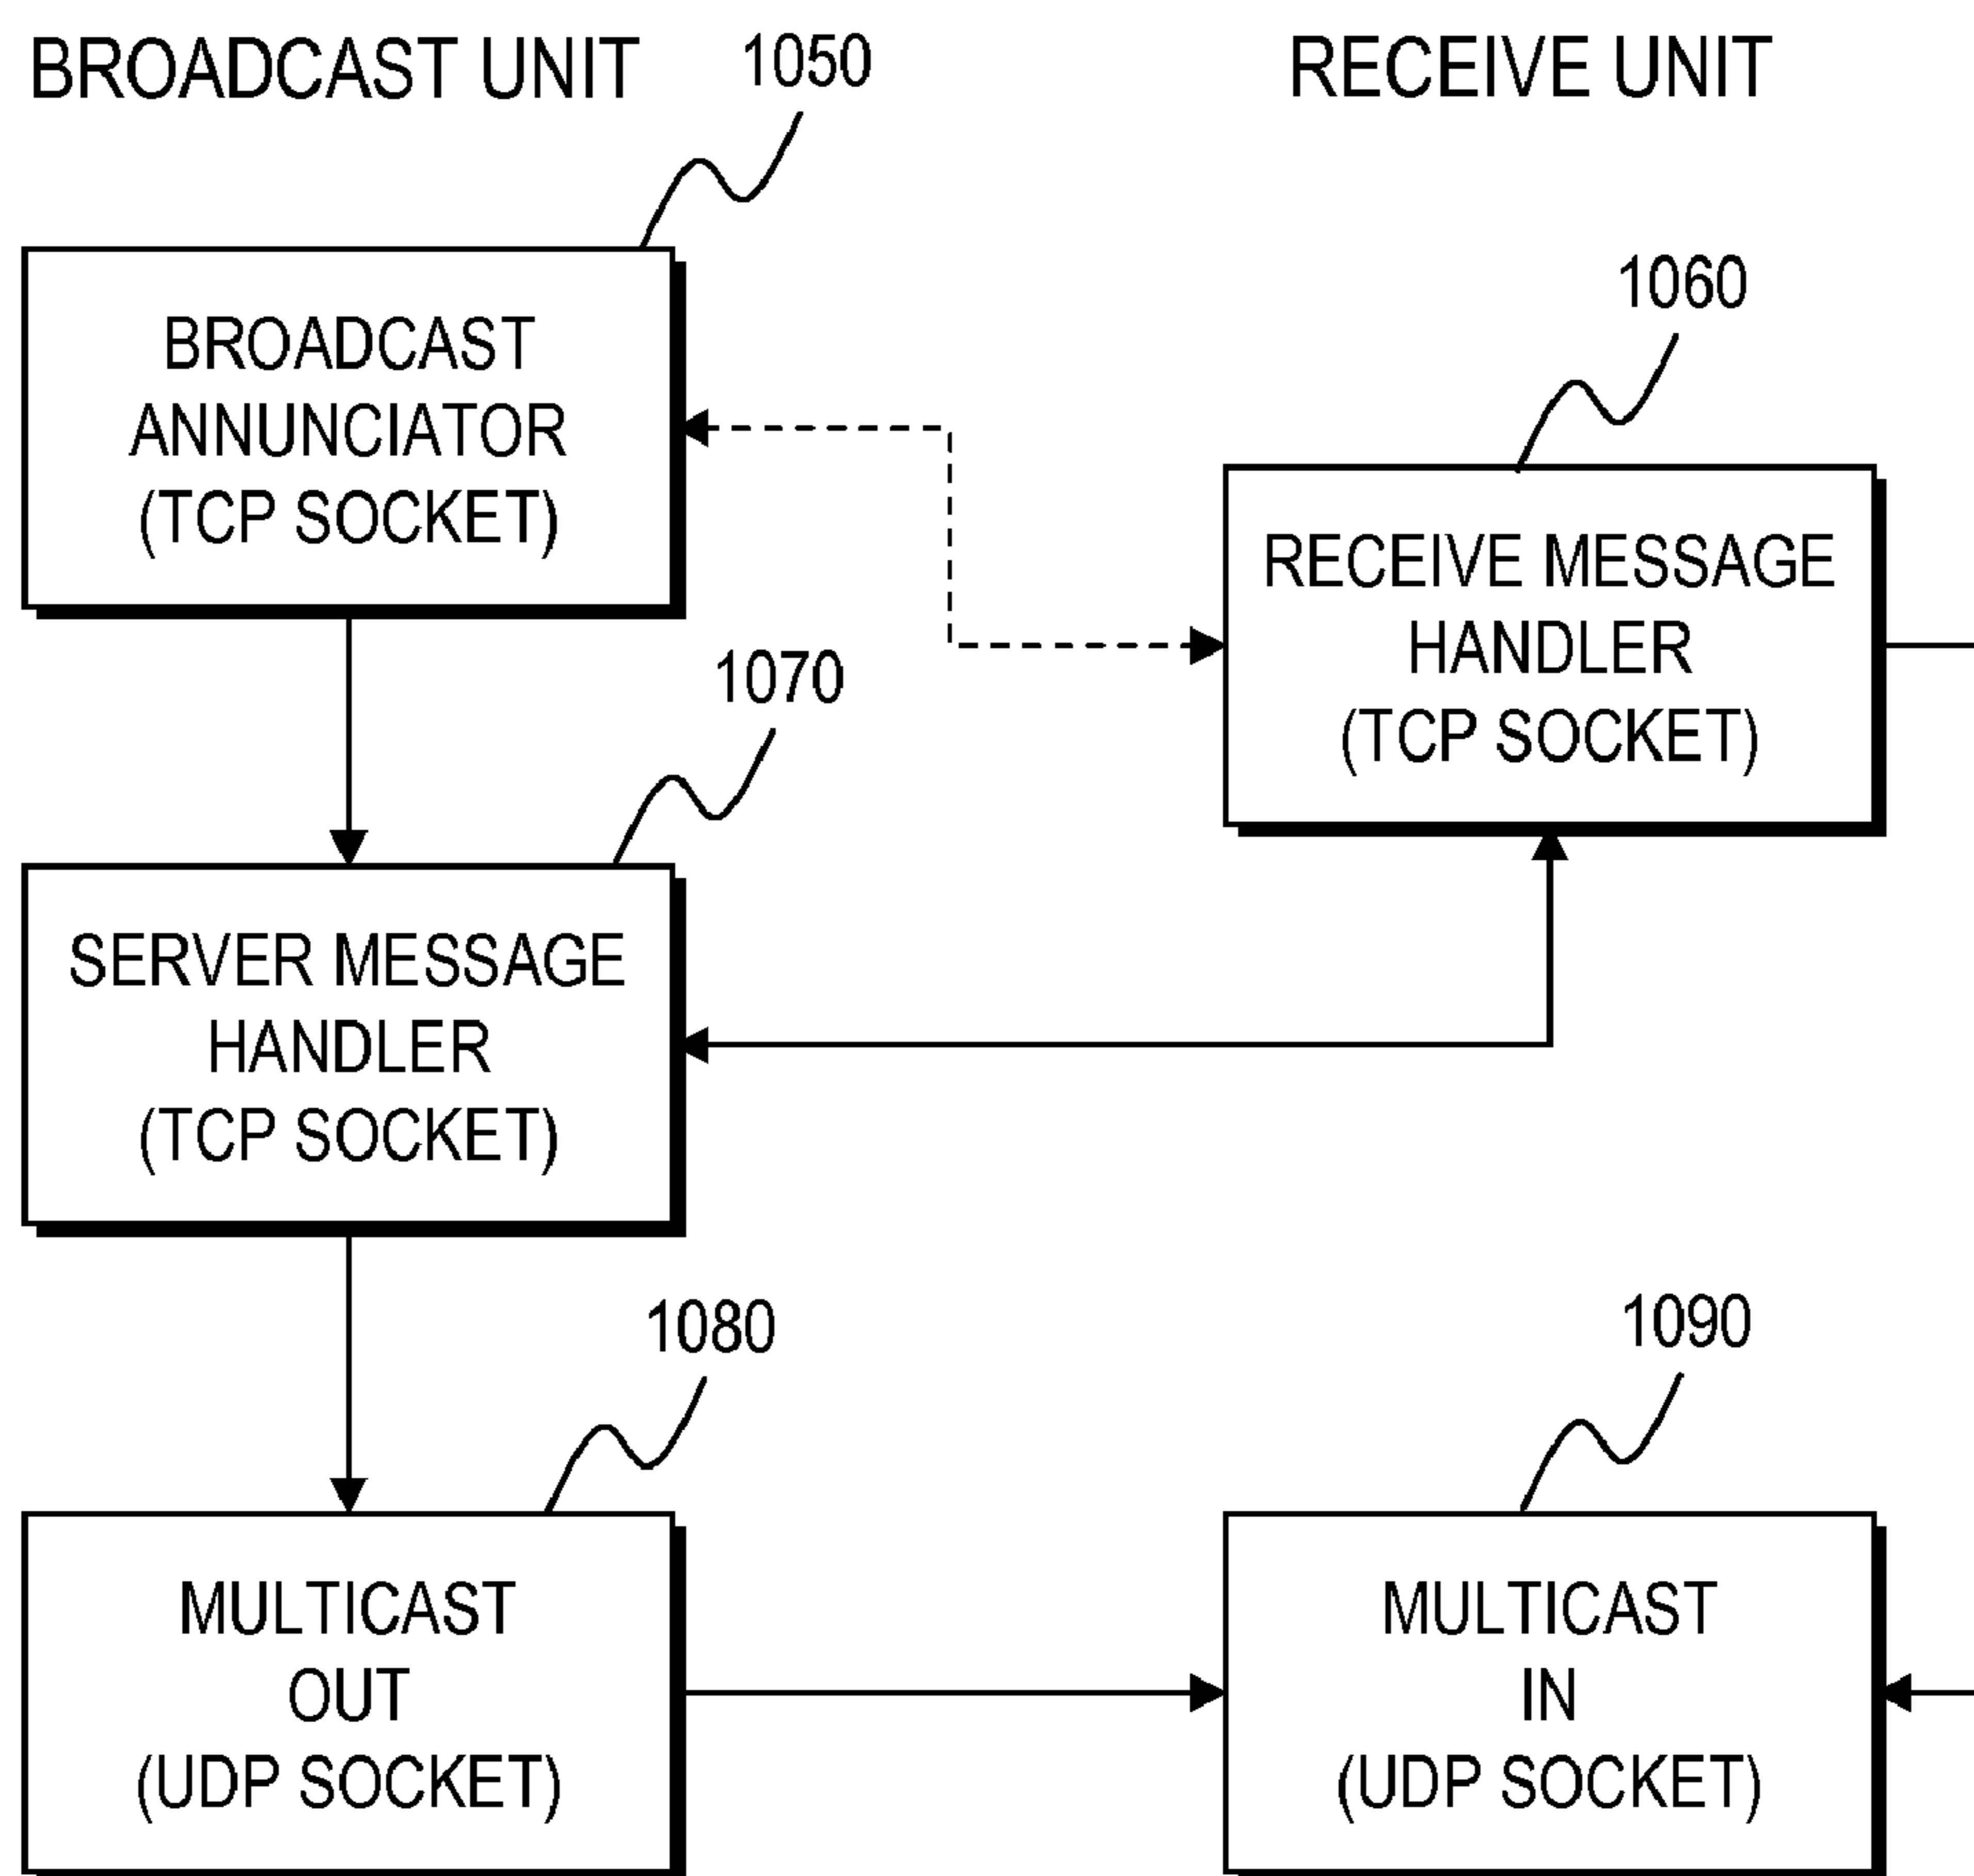 BROADCAST UNIT
1050
RECEIVE UNIT
BROADCAST
ANNUNCIATOR
(TCP SOCKET)
1060
RECEIVE MESSAGE
HANDLER
(TCP SOCKET)
1070
SERVER MESSAGE
HANDLER
(TCP SOCKET)
1080
MULTICAST
OUT
(UDP SOCKET)
1090
MULTICAST
IN
(UDP SOCKET)